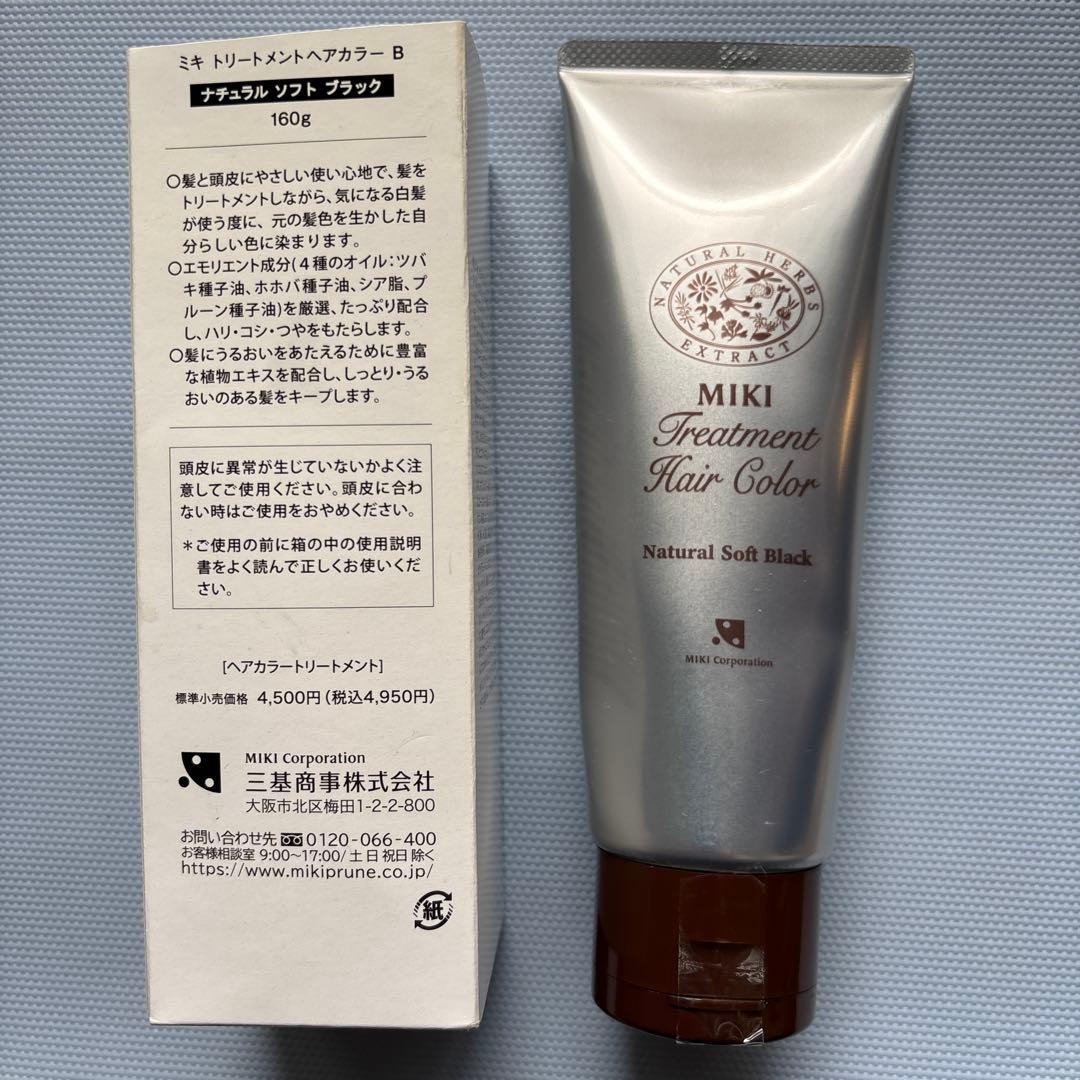 ミキ トリートメントヘアカラー B
ナチュラル ソフト ブラック
160g
○髪と頭皮にやさしい使い心地で、髪を
トリートメントしながら、気になる白髪
が使う度に、元の髪色を生かした自
分らしい色に染まります。
○エモリエント成分(4種のオイル:ツバ
キ種子油、ホホバ種子油、シア脂、プ
ルーン種子油)を厳選、たっぷり配合
し、ハリ・コシ・つやをもたらします。
○髪にうるおいをあたえるために豊富
な植物エキスを配合し、しっとり・うる
おいのある髪をキープします。
頭皮に異常が生じていないかよく注
意してご使用ください。頭皮に合わ
ない時はご使用をおやめください。
＊ご使用の前に箱の中の使用説明
書をよく読んで正しくお使いくだ
さい。
[ヘアカラートリートメント]
標準小売価格 4,500円(税込4,950円)
MIKI Corporation
三基商事株式会社
大阪市北区梅田1-2-2-800
お問い合わせ先 0120-066-400
お客様相談室 9:00～17:00/土 日 祝日 除く
https://www.mikiprune.co.jp/
紙
NATURAL HERBS
EXTRACT
MIKI
Treatment
Hair Color
Natural Soft Black
MIKI Corporation